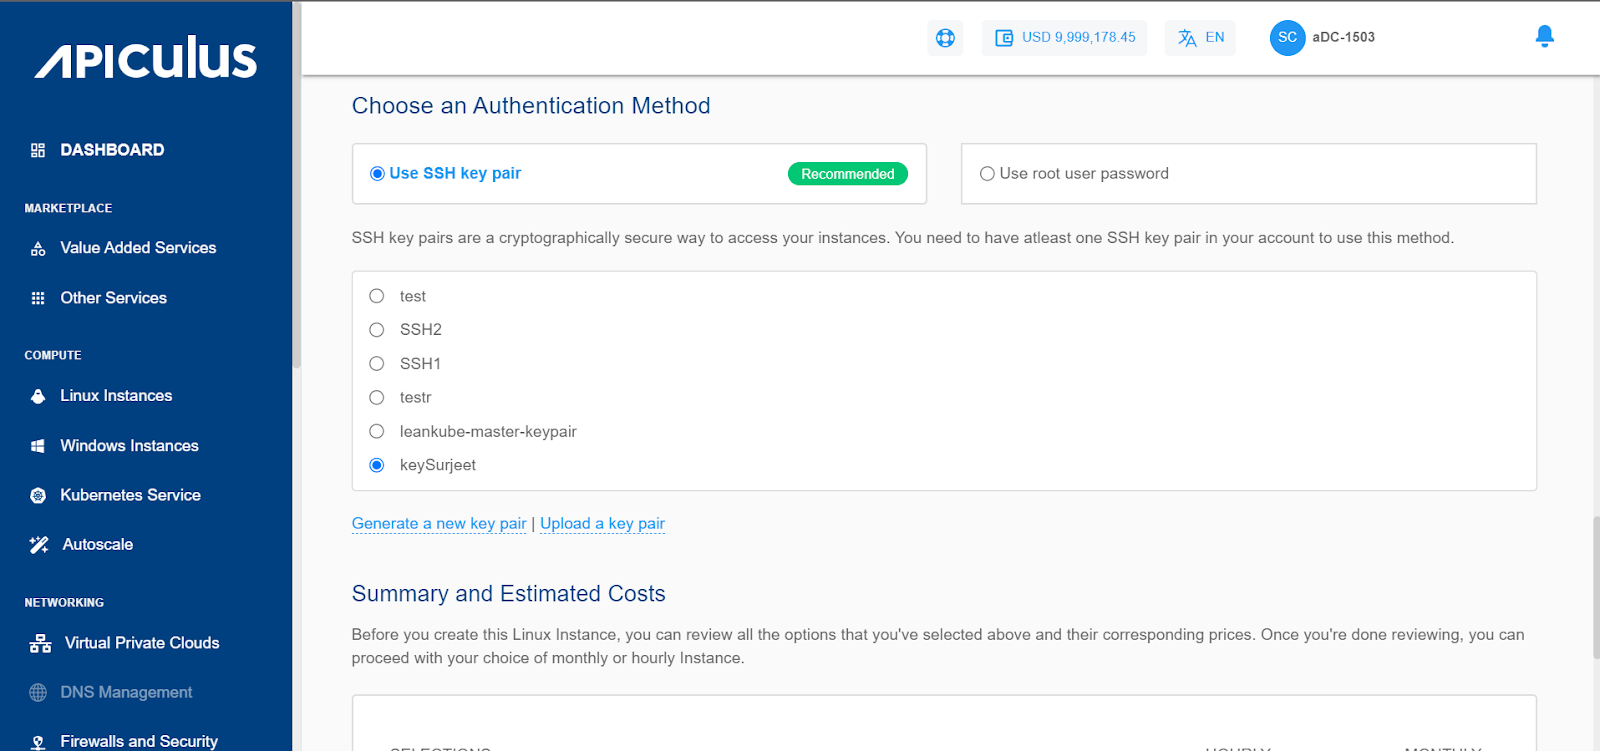 APICULUS
USD 9,999,178.45
EN
SC
aDC-1503
DASHBOARD
MARKETPLACE
Value Added Services
Other Services
COMPUTE
Linux Instances
Windows Instances
Kubernetes Service
Autoscale
NETWORKING
Virtual Private Clouds
DNS Management
Firewalls and Security
Choose an Authentication Method
Use SSH key pair
Recommended
Use root user password
SSH key pairs are a cryptographically secure way to access your instances. You need to have atleast one SSH key pair in your account to use this method.
test
SSH2
SSH1
testr
leankube-master-keypair
keySurjeet
Generate a new key pair | Upload a key pair
Summary and Estimated Costs
Before you create this Linux Instance, you can review all the options that you've selected above and their corresponding prices. Once you're done reviewing, you can
proceed with your choice of monthly or hourly Instance.
SELECTIONS HOURLY MONTHLY